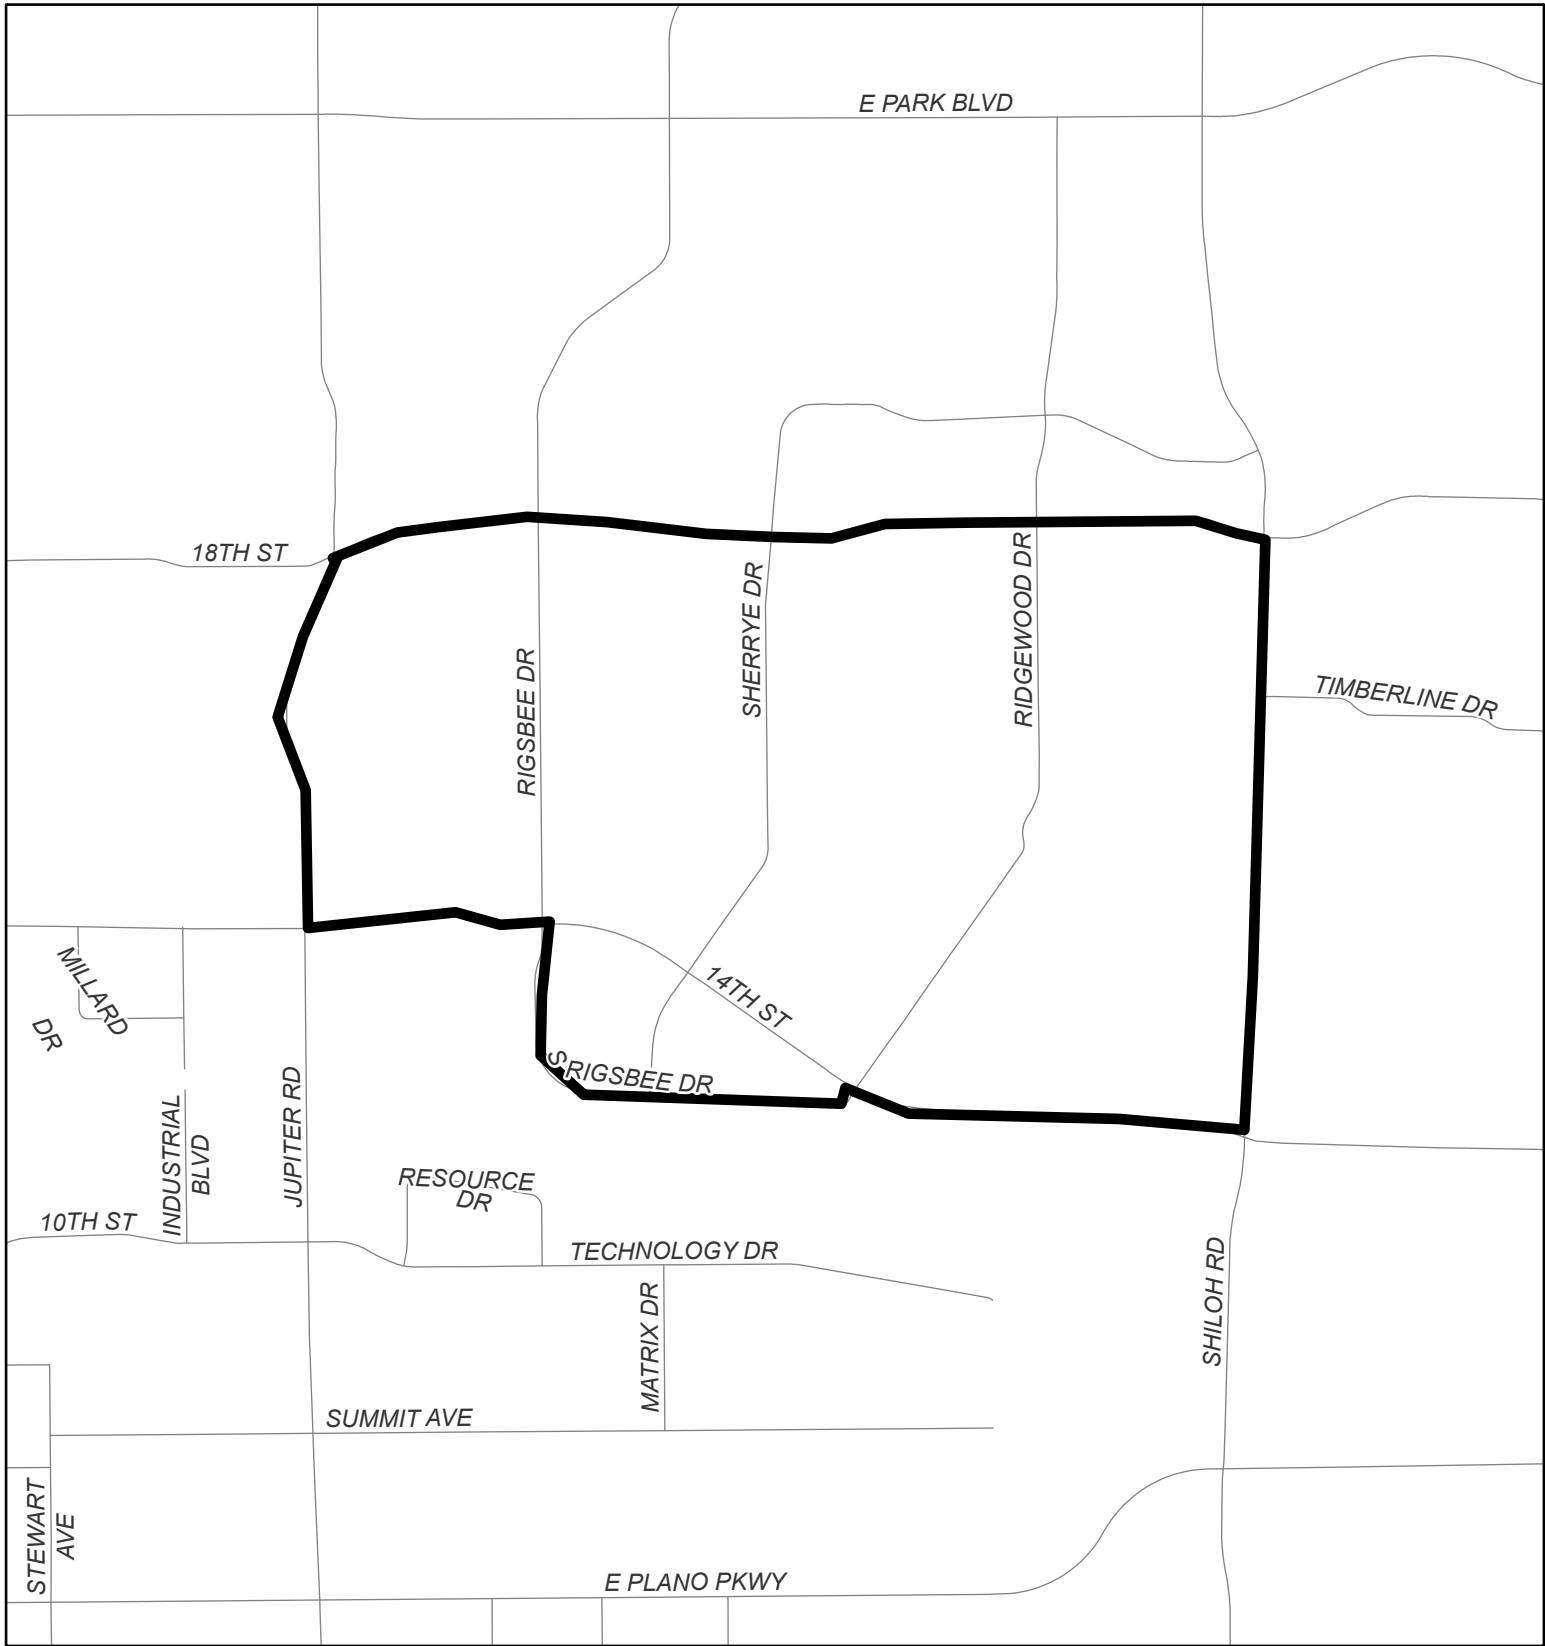 E PARK BLVD
18TH ST
SHERRYE DR
RIDGEWOOD DR
RIGSBEE DR
TIMBERLINE DR
MILLARD
DR
14TH ST
S RIGSBEE DR
JUPITER RD
INDUSTRIAL
BLVD
RESOURCE
DR
10TH ST
TECHNOLOGY DR
SHILOH RD
MATRIX DR
SUMMIT AVE
STEWART
AVE
E PLANO PKWY